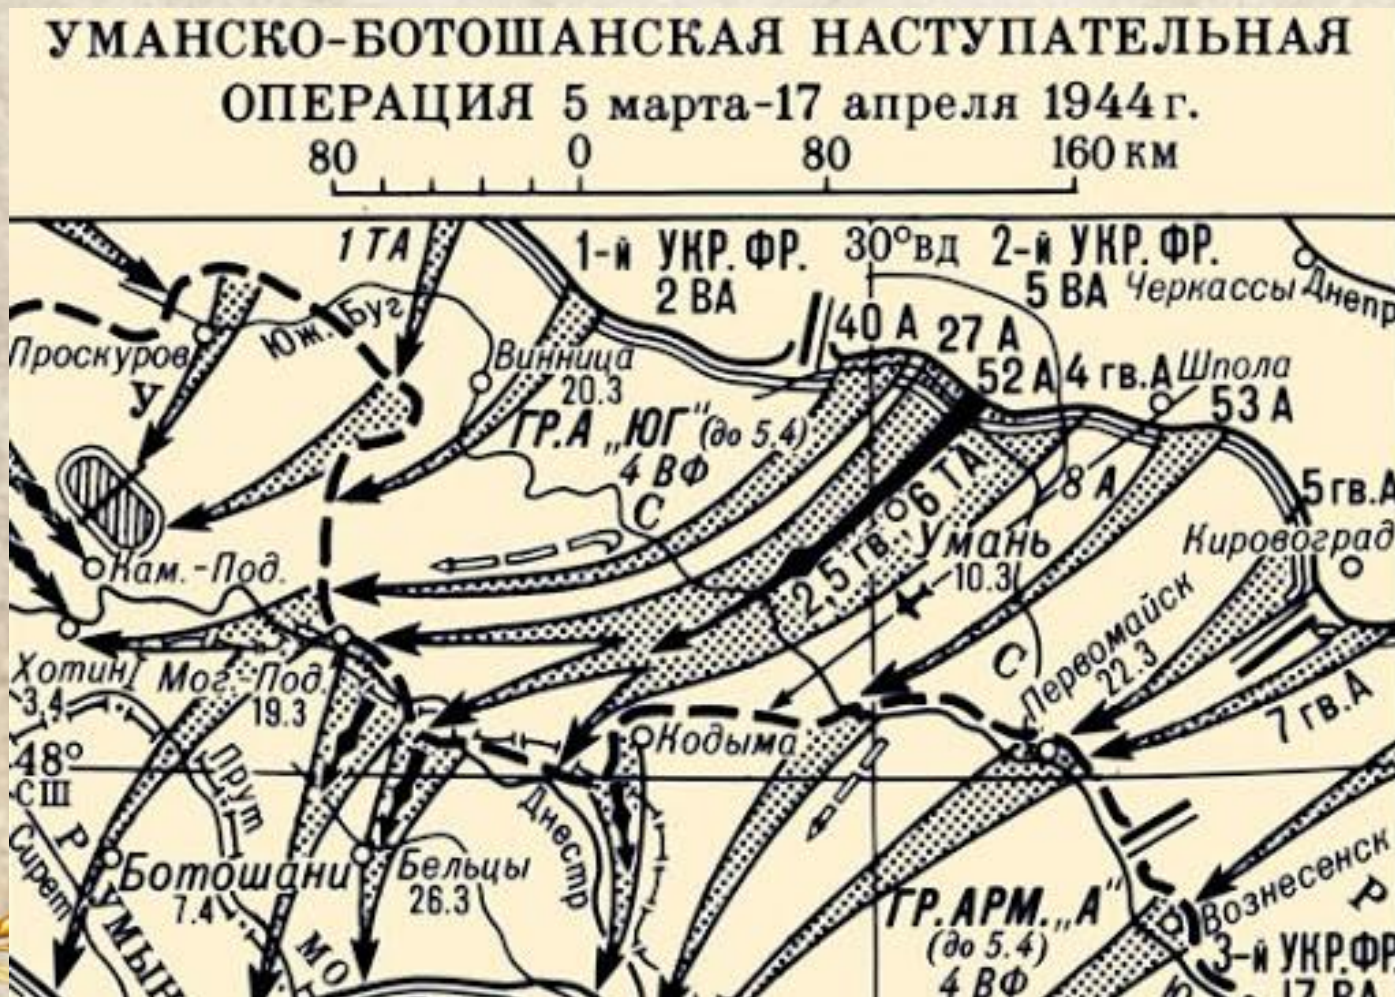 УМАНСКО-БОТОШАНСКАЯ НАСТУПАТЕЛЬНАЯ
ОПЕРАЦИЯ 5 марта-17 апреля 1944 г.
80 0 80 160 км
1 ТА
1-й УКР. ФР.
2 ВА
30° ВД
2-й УКР. ФР.
5 ВА
Черкассы
Днепр
Юж. Буг
40 А
27 А
52 А
4 гв. А
Шпола
53 А
Проскуров
У
Винница
20.3
ГР. А „ЮГ“ (до 5.4)
4 ВФ
С
8 А
5 гв. А
Кировоград
2,5 гв., 6 ТА
Умань
10.3
Кам.-Под.
Хотин
3.4
Мог.-Под.
19.3
С
Первомайск
22.3
7 гв. А
Кодыма
48°
СШ
Прут
Днестр
Р
УМЫН
Сирет
Ботошани
7.4
Бельцы
26.3
МО
ГР. АРМ. „А“
(до 5.4)
4 ВФ
Вознесенск
Р
3-й УКР. ФР.
17 ВА